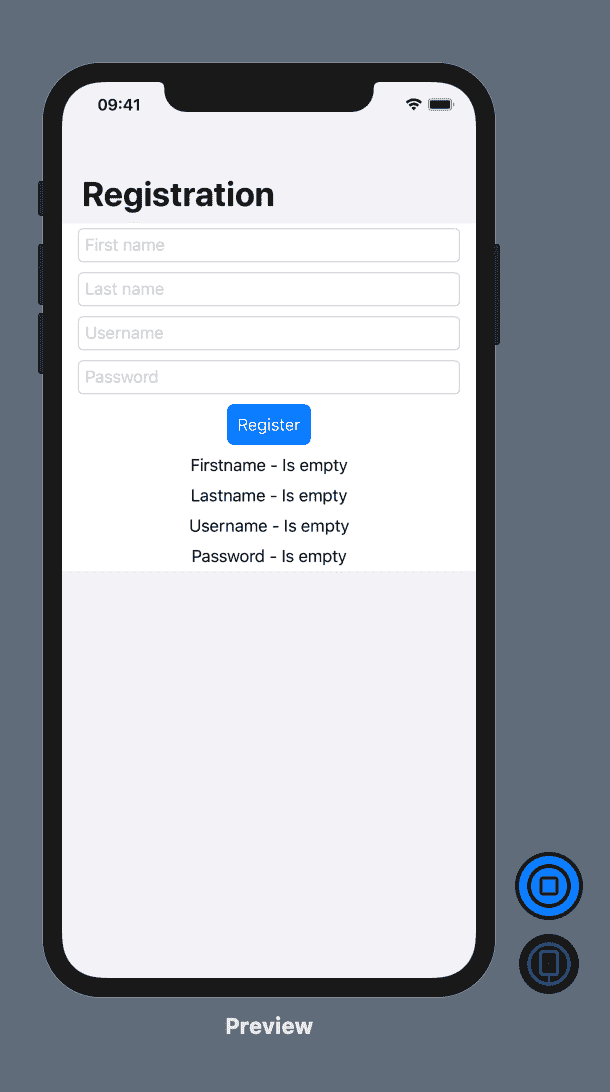 09:41
Registration
First name
Last name
Username
Password
Register
Firstname - Is empty
Lastname - Is empty
Username - Is empty
Password - Is empty
Preview